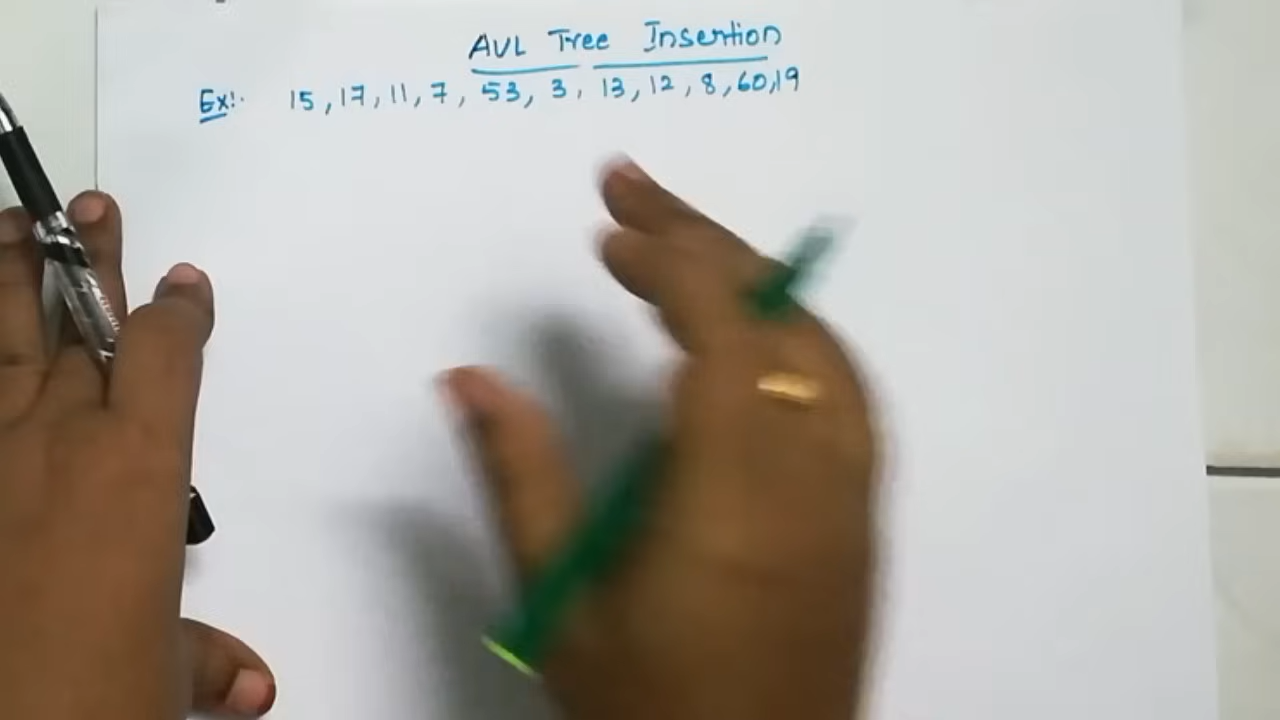 AVL Tree Insertion
Ex:- 15, 17, 11, 7, 53, 3, 13, 12, 8, 60, 19